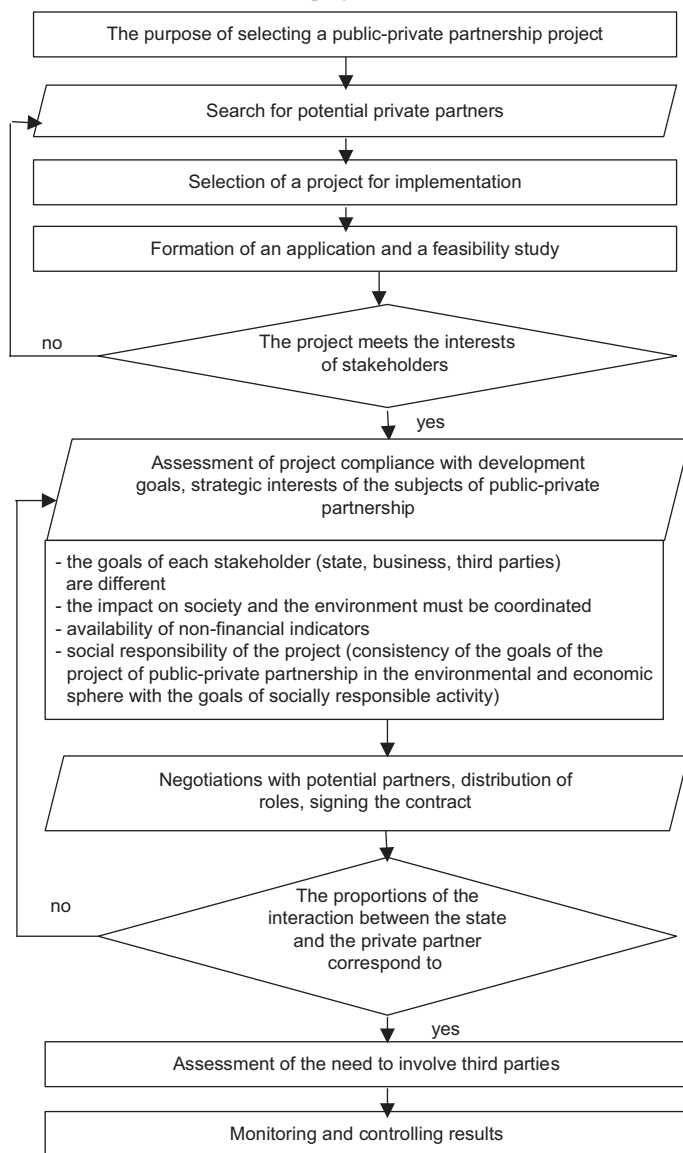 The purpose of selecting a public-private partnership project
Search for potential private partners
Selection of a project for implementation
Formation of an application and a feasibility study
The project meets the interests
of stakeholders
no
yes
Assessment of project compliance with development
goals, strategic interests of the subjects of public-private
partnership
- the goals of each stakeholder (state, business, third parties)
are different
- the impact on society and the environment must be coordinated
- availability of non-financial indicators
- social responsibility of the project (consistency of the goals of the
project of public-private partnership in the environmental and economic
sphere with the goals of socially responsible activity)
Negotiations with potential partners, distribution of
roles, signing the contract
The proportions of the
interaction between the state
and the private partner
correspond to
no
yes
Assessment of the need to involve third parties
Monitoring and controlling results